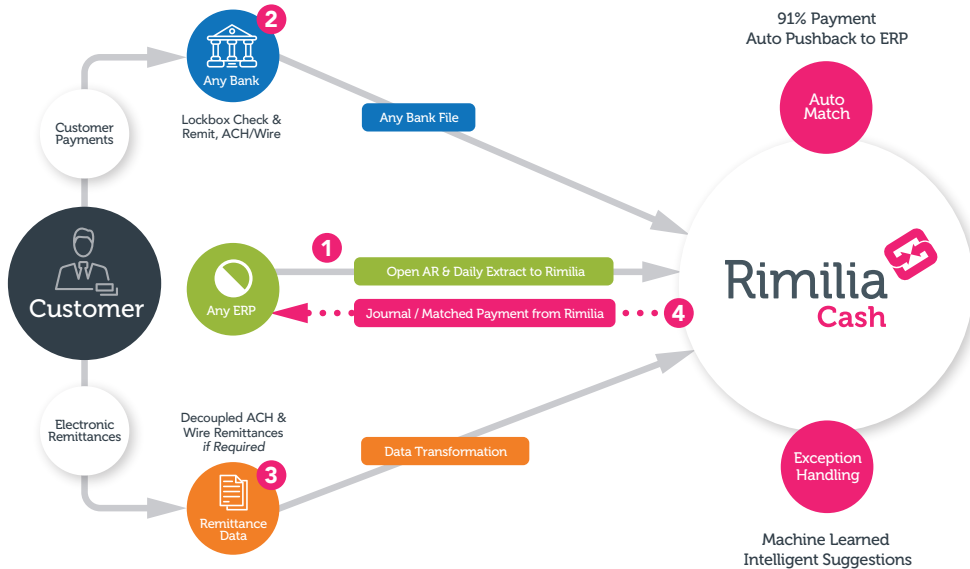 2
Any Bank
Lockbox Check &
Remit, ACH/Wire
Customer
Payments
Any Bank File
91% Payment
Auto Pushback to ERP
Auto
Match
Customer
1
Any ERP
Open AR & Daily Extract to Rimilia
Journal / Matched Payment from Rimilia
4
Rimilia
Cash
Electronic
Remittances
Decoupled ACH &
Wire Remittances
if Required
3
Remittance
Data
Data Transformation
Exception
Handling
Machine Learned
Intelligent Suggestions